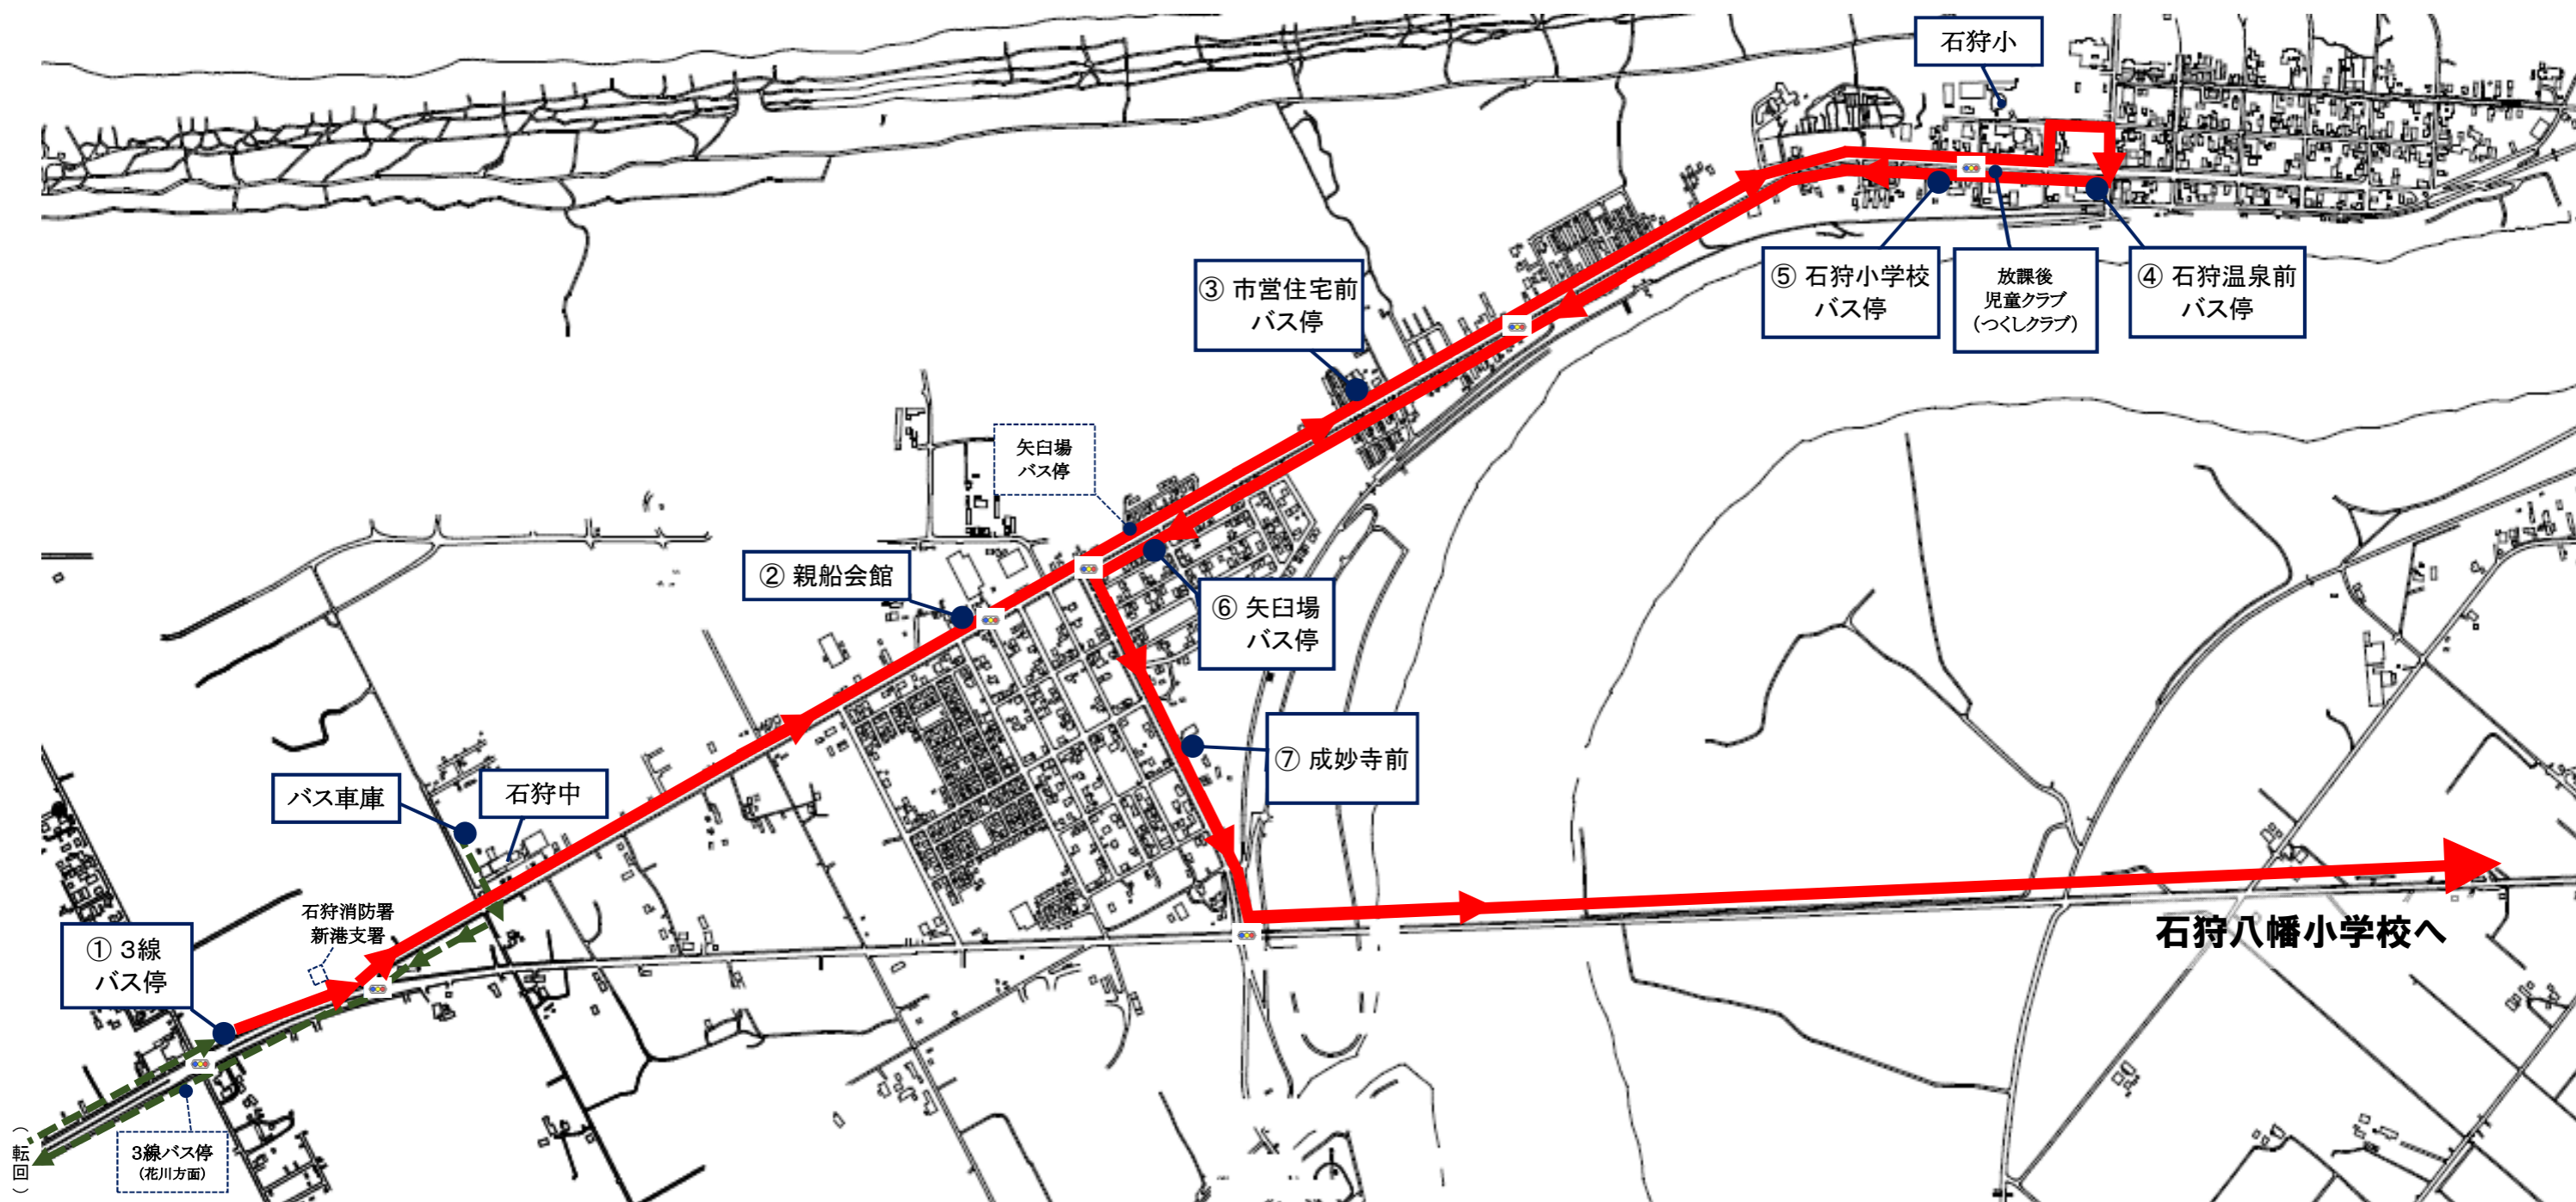 石狩小
③ 市営住宅前
バス停
⑤ 石狩小学校
バス停
放課後
児童クラブ
(つくしクラブ)
④ 石狩温泉前
バス停
矢臼場
バス停
② 親船会館
⑥ 矢臼場
バス停
⑦ 成妙寺前
バス車庫
石狩中
石狩消防署
新港支署
① 3線
バス停
石狩八幡小学校へ
3線バス停
(花川方面)
(転回)